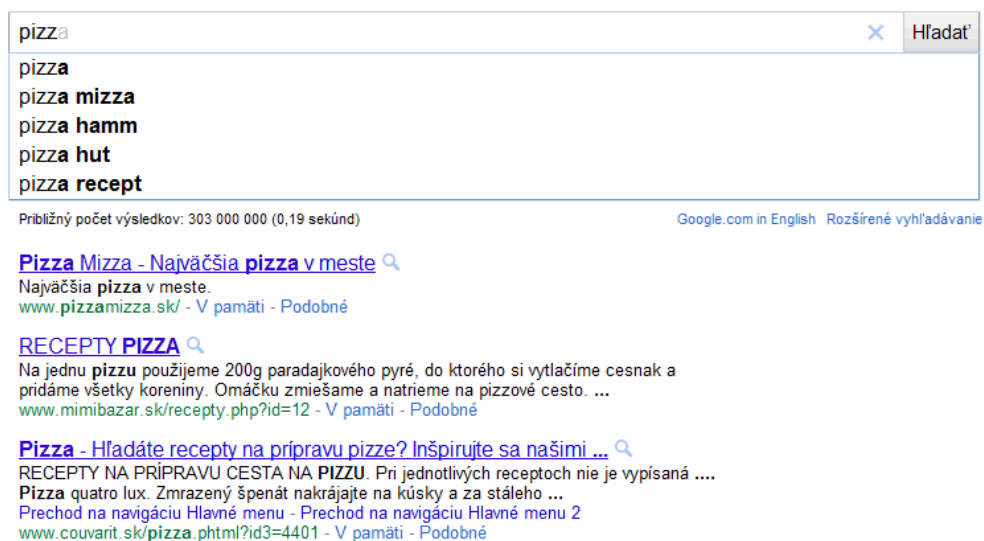 pizza Hľadať
pizza
pizza mizza
pizza hamm
pizza hut
pizza recept
Približný počet výsledkov: 303 000 000 (0,19 sekúnd) Google.com in English Rozšírené vyhľadávanie
Pizza Mizza - Najväčšia pizza v meste
Najväčšia pizza v meste.
www.pizzamizza.sk/ - V pamäti - Podobné
RECEPTY PIZZA
Na jednu pizzu použijeme 200g paradajkového pyré, do ktorého si vytlačíme cesnak a
pridáme všetky koreniny. Omáčku zmiešame a natrieme na pizzové cesto. ...
www.mimibazar.sk/recepty.php?id=12 - V pamäti - Podobné
Pizza - Hľadáte recepty na prípravu pizze? Inšpirujte sa našimi ...
RECEPTY NA PRÍPRAVU CESTA NA PIZZU. Pri jednotlivých receptoch nie je vypísaná ....
Pizza quatro lux. Zmrazený špenát nakrájajte na kúsky a za stáleho ...
Prechod na navigáciu Hlavné menu - Prechod na navigáciu Hlavné menu 2
www.couvarit.sk/pizza.phtml?id3=4401 - V pamäti - Podobné